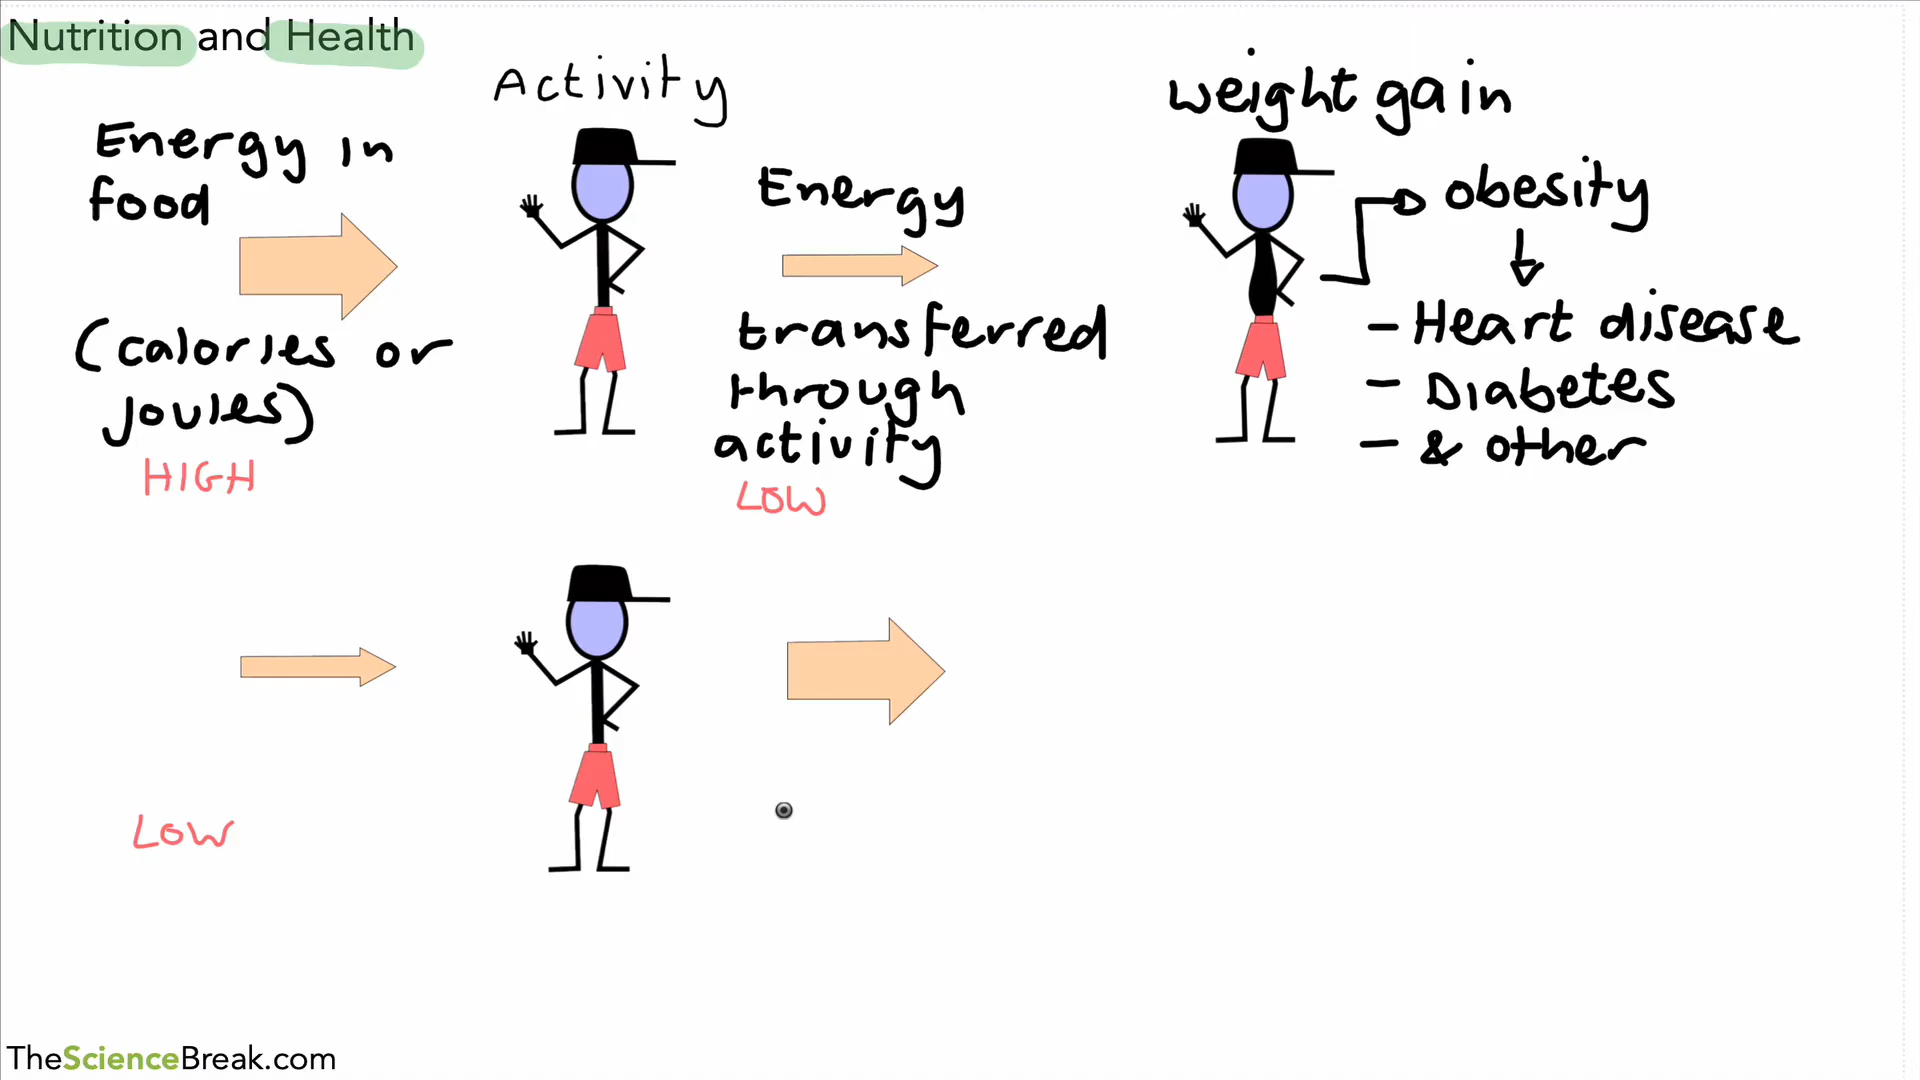 Nutrition and Health
Activity
weight gain
Energy in
food
Energy
obesity
(calories or
joules)
transferred
through
activity
- Heart disease
- Diabetes
- & other
HIGH
LOW
LOW
TheScienceBreak.com